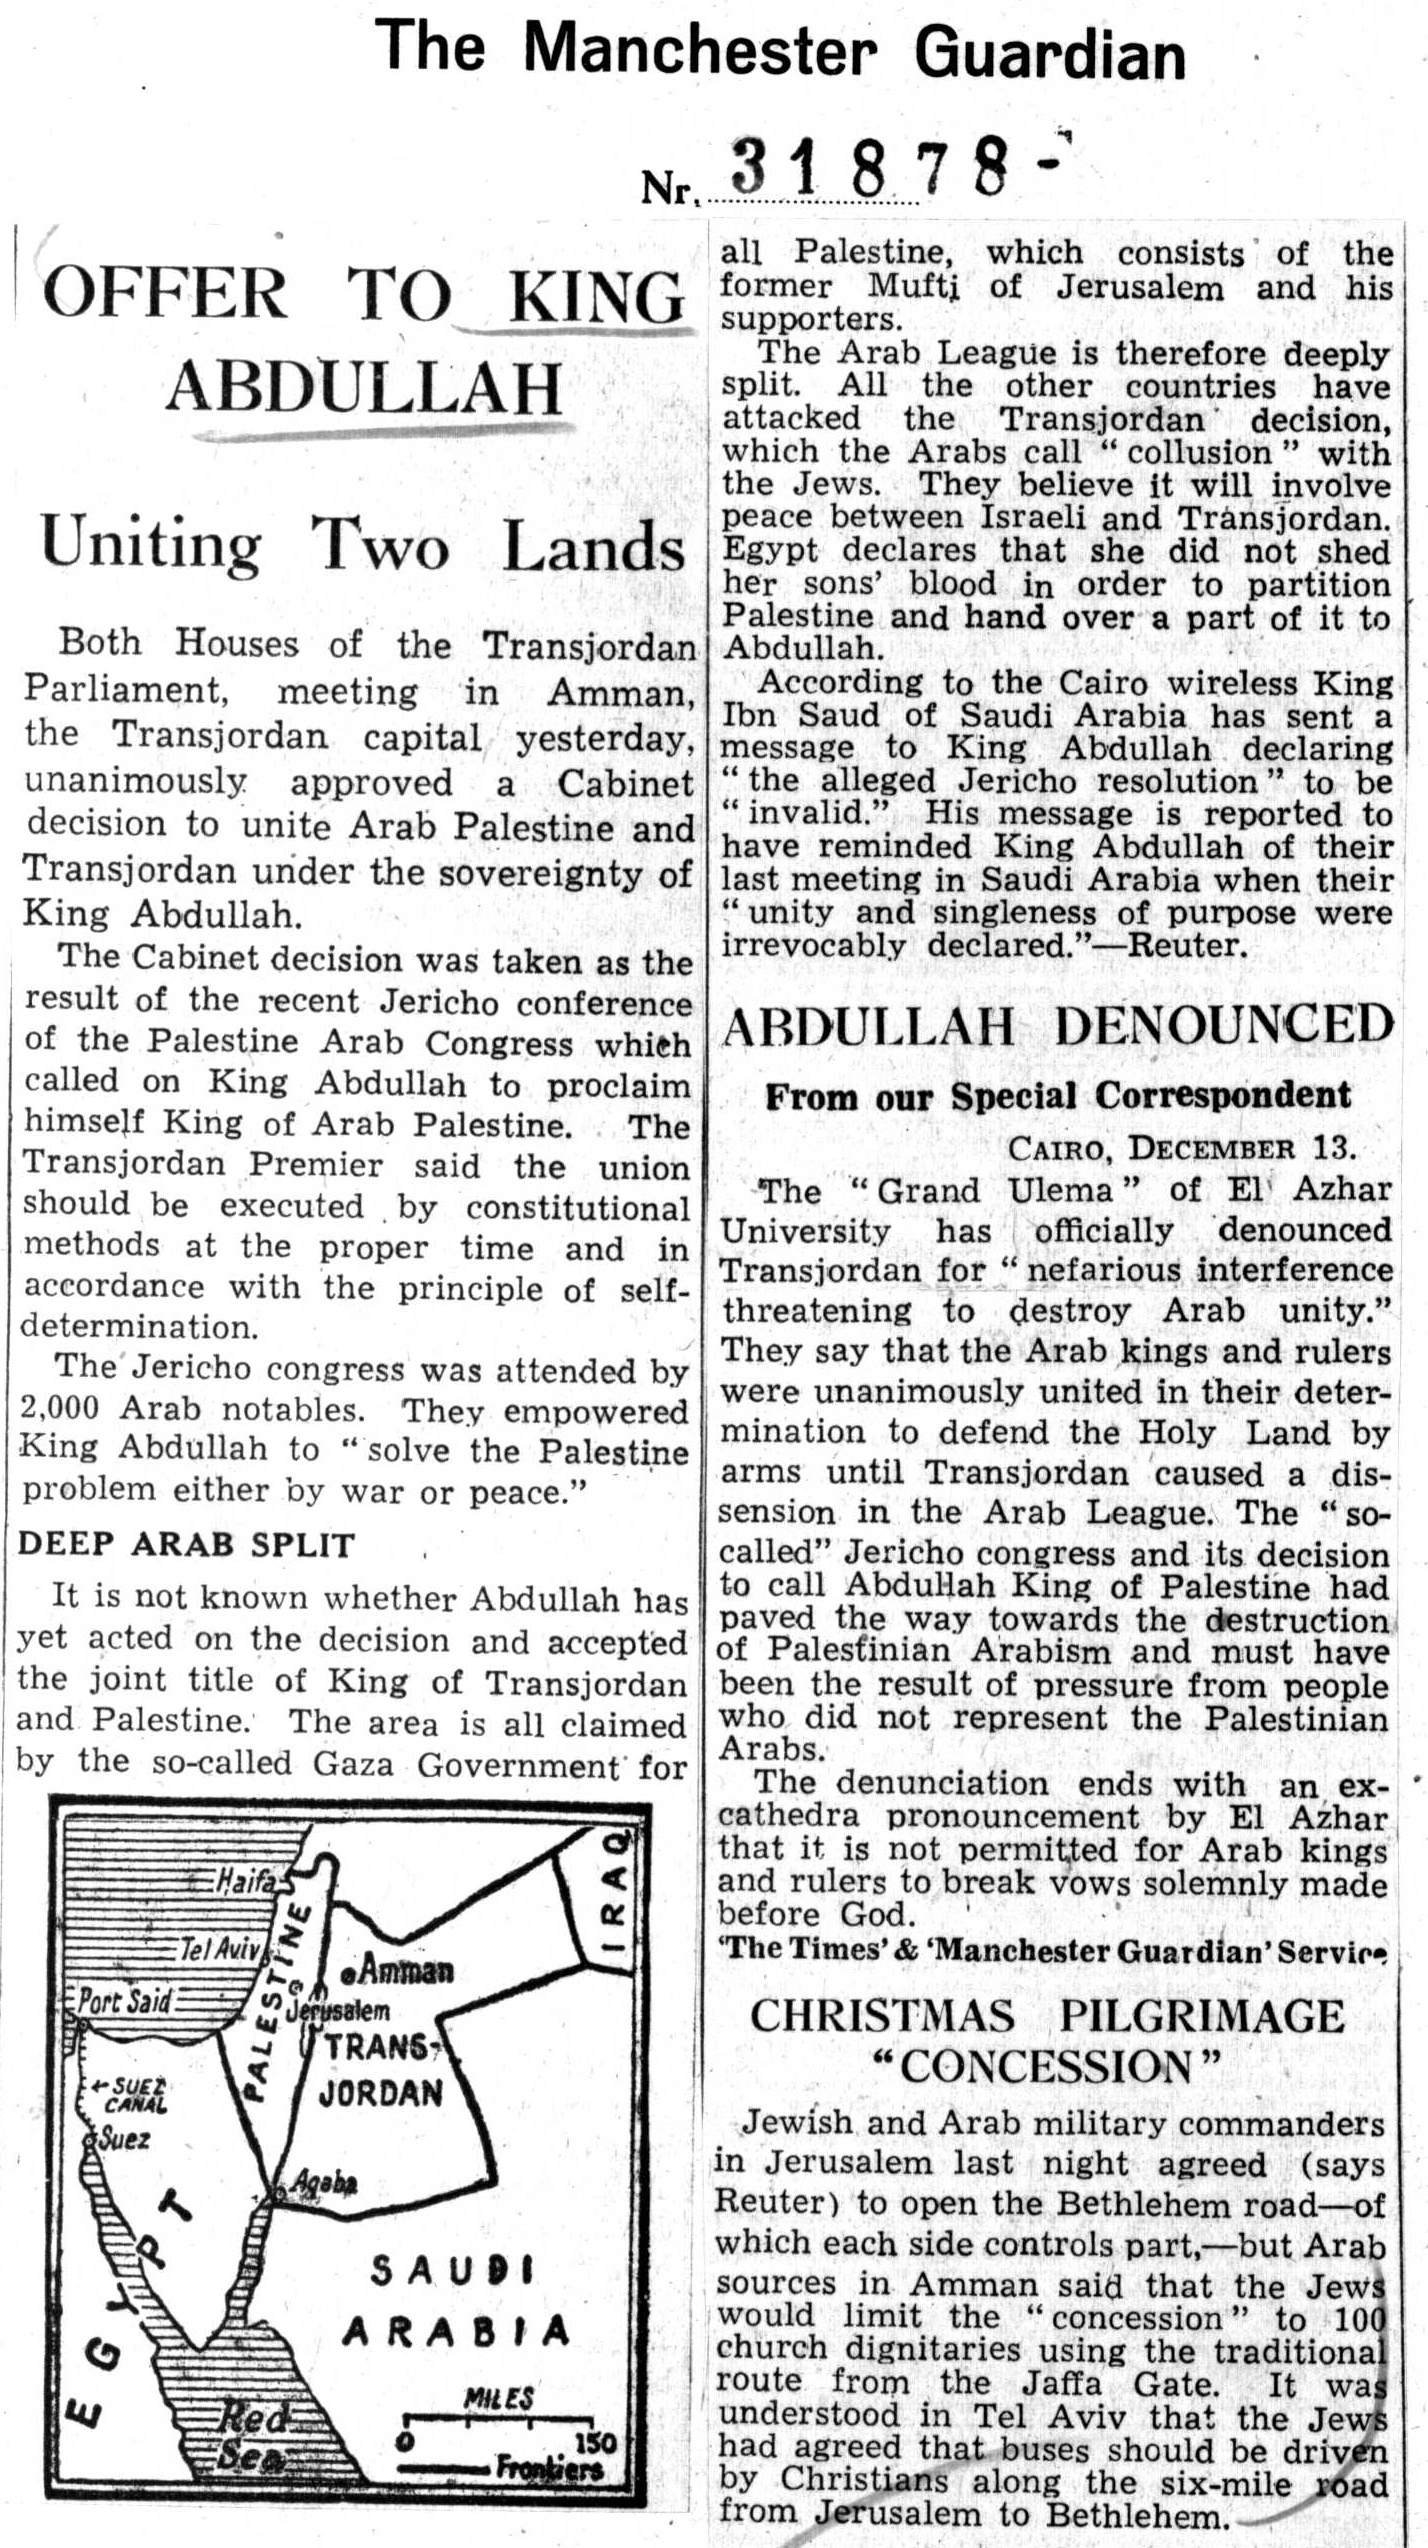 The Manchester Guardian
Nr. 31878-
OFFER TO KING
ABDULLAH
Uniting Two Lands
Both Houses of the Transjordan
Parliament, meeting in Amman,
the Transjordan capital yesterday,
unanimously approved a Cabinet
decision to unite Arab Palestine and
Transjordan under the sovereignty of
King Abdullah.
The Cabinet decision was taken as the
result of the recent Jericho conference
of the Palestine Arab Congress which
called on King Abdullah to proclaim
himself King of Arab Palestine. The
Transjordan Premier said the union
should be executed by constitutional
methods at the proper time and in
accordance with the principle of self-
determination.
The Jericho congress was attended by
2,000 Arab notables. They empowered
King Abdullah to “solve the Palestine
problem either by war or peace.”
DEEP ARAB SPLIT
It is not known whether Abdullah has
yet acted on the decision and accepted
the joint title of King of Transjordan
and Palestine. The area is all claimed
by the so-called Gaza Government for
Haifa
Tel Aviv
Port Said
PALESTINE
Amman
Jerusalem
TRANS-
JORDAN
IRAQ
←SUEZ
CANAL
Suez
Aqaba
EGYPT
SAUDI
ARABIA
Red
Sea
MILES
0 150
Frontiers
all Palestine, which consists of the
former Mufti of Jerusalem and his
supporters.
The Arab League is therefore deeply
split. All the other countries have
attacked the Transjordan decision,
which the Arabs call “collusion” with
the Jews. They believe it will involve
peace between Israeli and Transjordan.
Egypt declares that she did not shed
her sons’ blood in order to partition
Palestine and hand over a part of it to
Abdullah.
According to the Cairo wireless King
Ibn Saud of Saudi Arabia has sent a
message to King Abdullah declaring
“the alleged Jericho resolution” to be
“invalid.” His message is reported to
have reminded King Abdullah of their
last meeting in Saudi Arabia when their
“unity and singleness of purpose were
irrevocably declared.”—Reuter.
ABDULLAH DENOUNCED
From our Special Correspondent
CAIRO, DECEMBER 13.
The “Grand Ulema” of El Azhar
University has officially denounced
Transjordan for “nefarious interference
threatening to destroy Arab unity.”
They say that the Arab kings and rulers
were unanimously united in their deter-
mination to defend the Holy Land by
arms until Transjordan caused a dis-
sension in the Arab League. The “so-
called” Jericho congress and its decision
to call Abdullah King of Palestine had
paved the way towards the destruction
of Palestinian Arabism and must have
been the result of pressure from people
who did not represent the Palestinian
Arabs.
The denunciation ends with an ex-
cathedra pronouncement by El Azhar
that it is not permitted for Arab kings
and rulers to break vows solemnly made
before God.
‘The Times’ & ‘Manchester Guardian’ Service
CHRISTMAS PILGRIMAGE
“CONCESSION”
Jewish and Arab military commanders
in Jerusalem last night agreed (says
Reuter) to open the Bethlehem road—of
which each side controls part,—but Arab
sources in Amman said that the Jews
would limit the “concession” to 100
church dignitaries using the traditional
route from the Jaffa Gate. It was
understood in Tel Aviv that the Jews
had agreed that buses should be driven
by Christians along the six-mile road
from Jerusalem to Bethlehem.